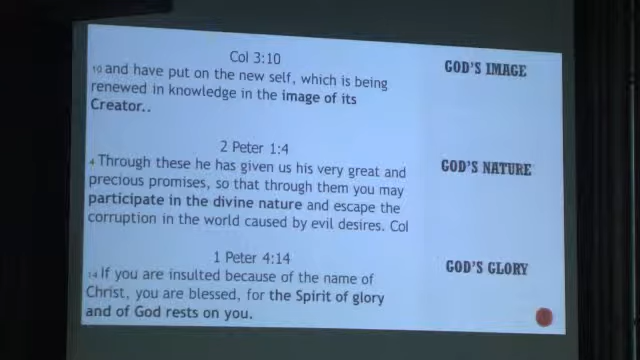 Col 3:10
GOD'S IMAGE
10 and have put on the new self, which is being
renewed in knowledge in the image of its
Creator..
2 Peter 1:4
GOD'S NATURE
4 Through these he has given us his very great and
precious promises, so that through them you may
participate in the divine nature and escape the
corruption in the world caused by evil desires. Col
1 Peter 4:14
GOD'S GLORY
14 If you are insulted because of the name of
Christ, you are blessed, for the Spirit of glory
and of God rests on you.